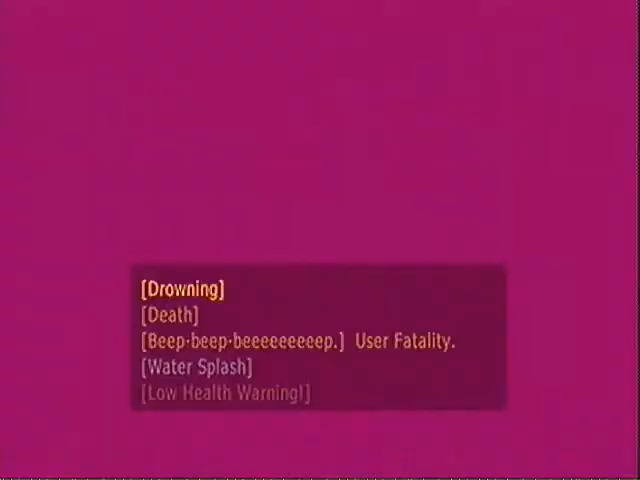 [Drowning]
[Death]
[Beep-beep-beeeeeeeeep.] User Fatality.
[Water Splash]
[Low Health Warning!]